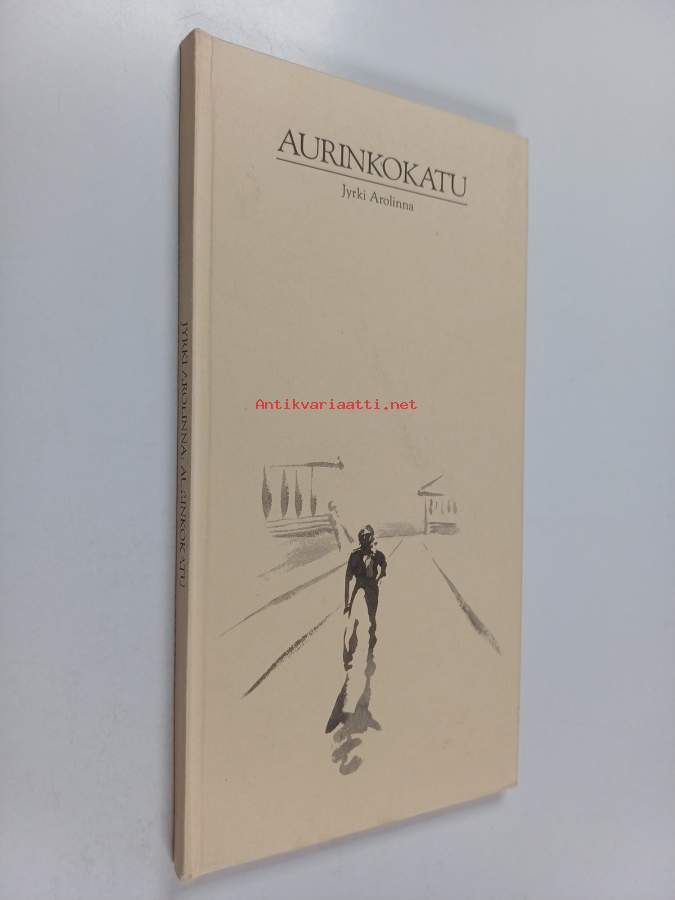 AURINKOKATU
Jyrki Arolinna
Antikvariaatti.net
JYRKI AROLINNA: AURINKOKATU